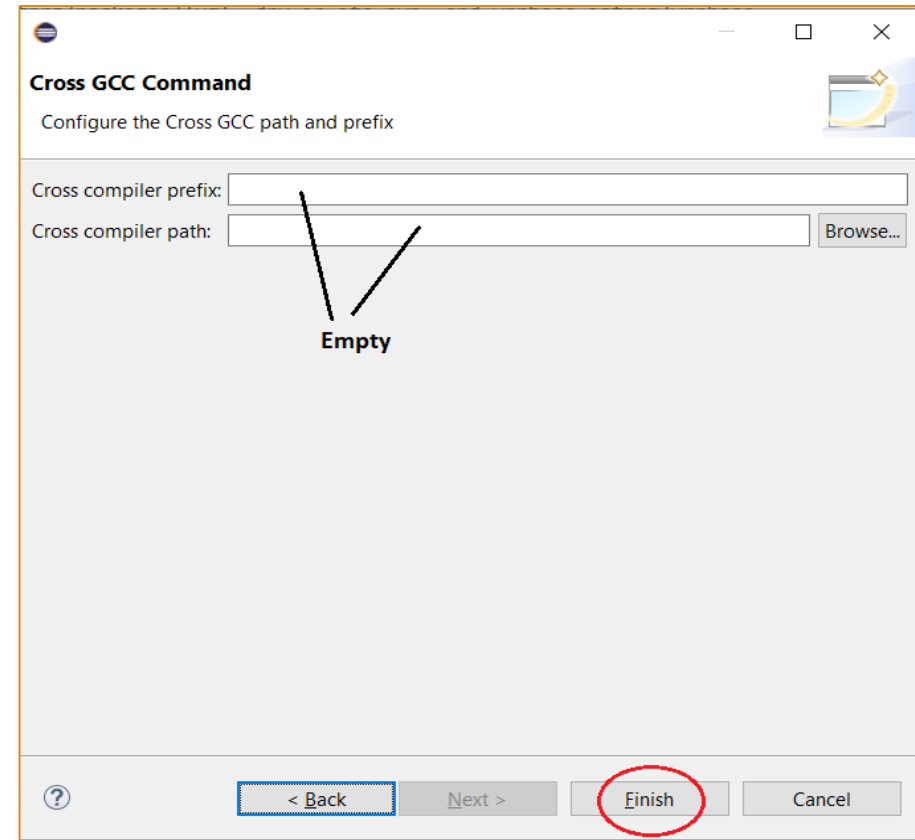 Cross GCC Command
Configure the Cross GCC path and prefix
Cross compiler prefix:
Cross compiler path: Browse...
Empty
< Back Next > Finish Cancel